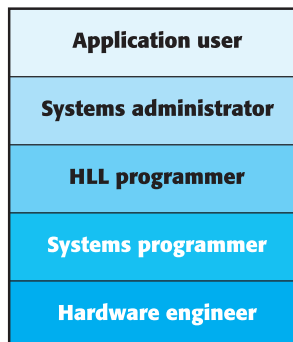 Application user
Systems administrator
HLL programmer
Systems programmer
Hardware engineer